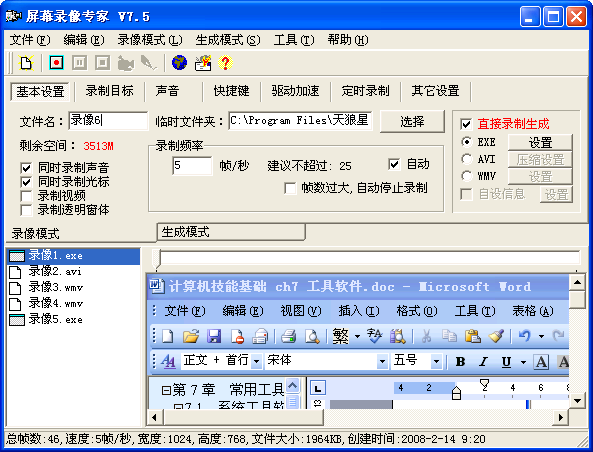 屏幕录像专家 V7.5
文件(F) 编辑(E) 录像模式(L) 生成模式(S) 工具(T) 帮助(H)
基本设置 录制目标 声音 快捷键 驱动加速 定时录制 其它设置
文件名: 录像6 临时文件夹: C:\Program Files\天狼星 选择
剩余空间: 3513M
同时录制声音
同时录制光标
录制视频
录制透明窗体
录制频率
5 帧/秒 建议不超过: 25 自动
帧数过大,自动停止录制
直接录制生成
EXE 设置
AVI 压缩设置
WMV 设置
自设信息 设置
录像模式 生成模式
录像1.exe
录像2.avi
录像3.wmv
录像4.wmv
录像5.exe
计算机技能基础 ch7 工具软件.doc - Microsoft Word
文件(F) 编辑(E) 视图(V) 插入(I) 格式(O) 工具(T) 表格(A)
繁
正文 + 首行 宋体 五号 B I U A A
第 7 章 常用工具
7.1 系统工具软
4 2 2 4 6 8
总帧数:46,速度:5帧/秒,宽度:1024,高度:768,文件大小:1964KB,创建时间:2008-2-14 9:20